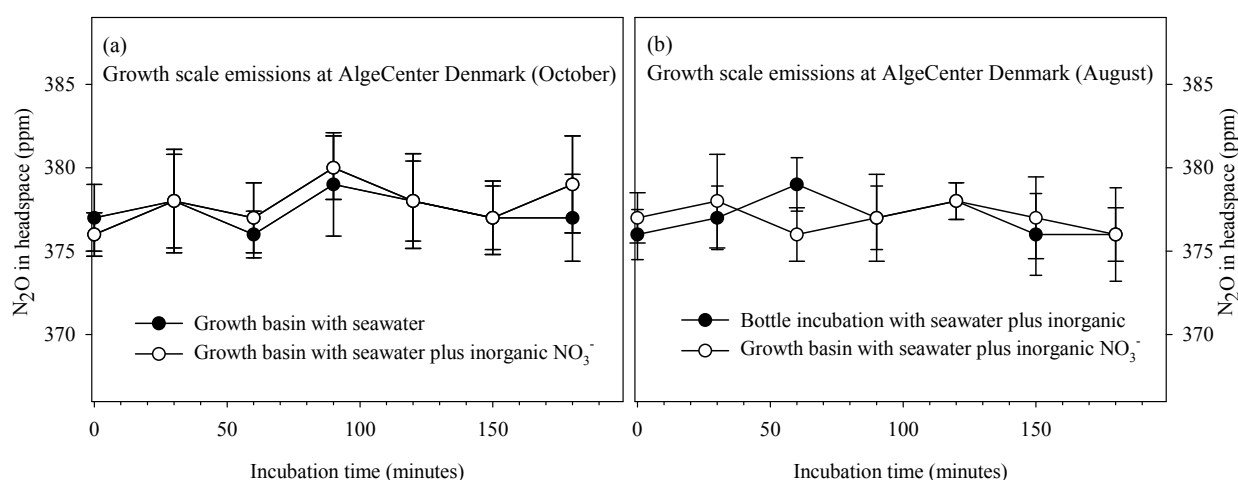 (a)
Growth scale emissions at AlgeCenter Denmark (October)
N2O in headspace (ppm)
385
380
375
370
Growth basin with seawater
Growth basin with seawater plus inorganic NO3-
0
50
100
150
Incubation time (minutes)
(b)
Growth scale emissions at AlgeCenter Denmark (August)
385
380
375
370
N2O in headspace (ppm)
Bottle incubation with seawater plus inorganic
Growth basin with seawater plus inorganic NO3-
0
50
100
150
Incubation time (minutes)